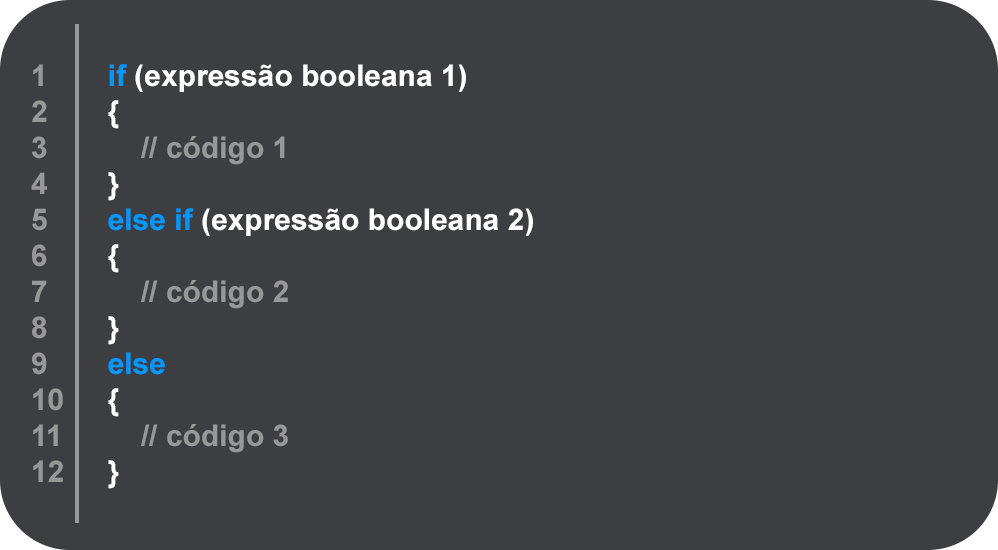 1 if (expressão booleana 1)
2 {
3 // código 1
4 }
5 else if (expressão booleana 2)
6 {
7 // código 2
8 }
9 else
10 {
11 // código 3
12 }